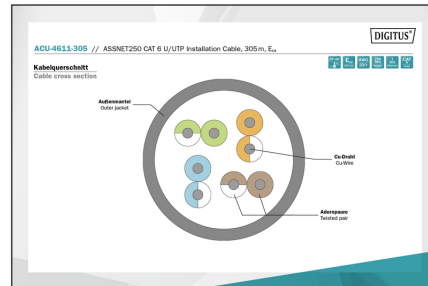 DIGITUS®
ACU-4611-305 // ASSNET250 CAT 6 U/UTP Installation Cable, 305 m, Eca
Kabelquerschnitt
Cable cross section
Außenmantel
Outer jacket
Cu-Draht
Cu-Wire
Adernpaare
Twisted pair